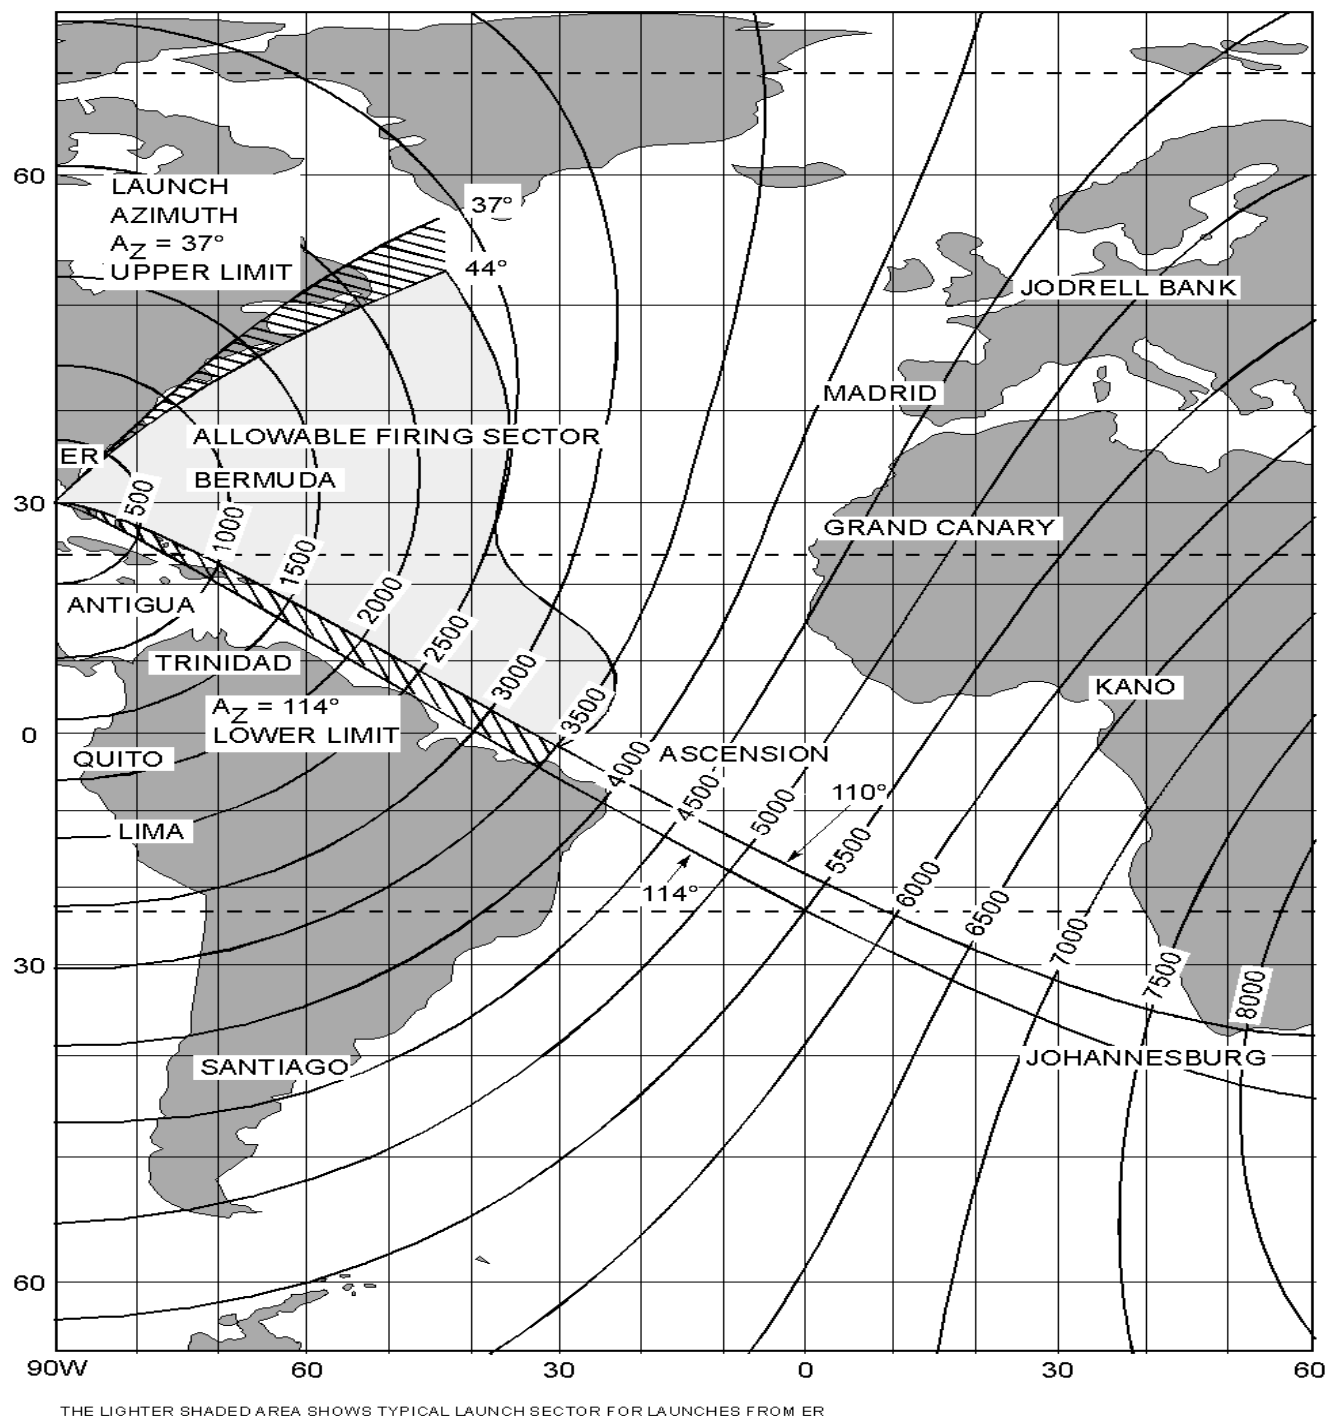 60
LAUNCH
AZIMUTH
AZ = 37°
UPPER LIMIT
37°
44°
JODRELL BANK
MADRID
ALLOWABLE FIRING SECTOR
ER
BERMUDA
30
500
1000
1500
2000
2500
3000
3500
4000
4500
5000
5500
6000
6500
7000
7500
8000
GRAND CANARY
ANTIGUA
TRINIDAD
KANO
AZ = 114°
LOWER LIMIT
0
QUITO
ASCENSION
110°
LIMA
114°
30
SANTIAGO
JOHANNESBURG
60
90W
60
30
0
30
60
THE LIGHTER SHADED AREA SHOWS TYPICAL LAUNCH SECTOR FOR LAUNCHES FROM ER